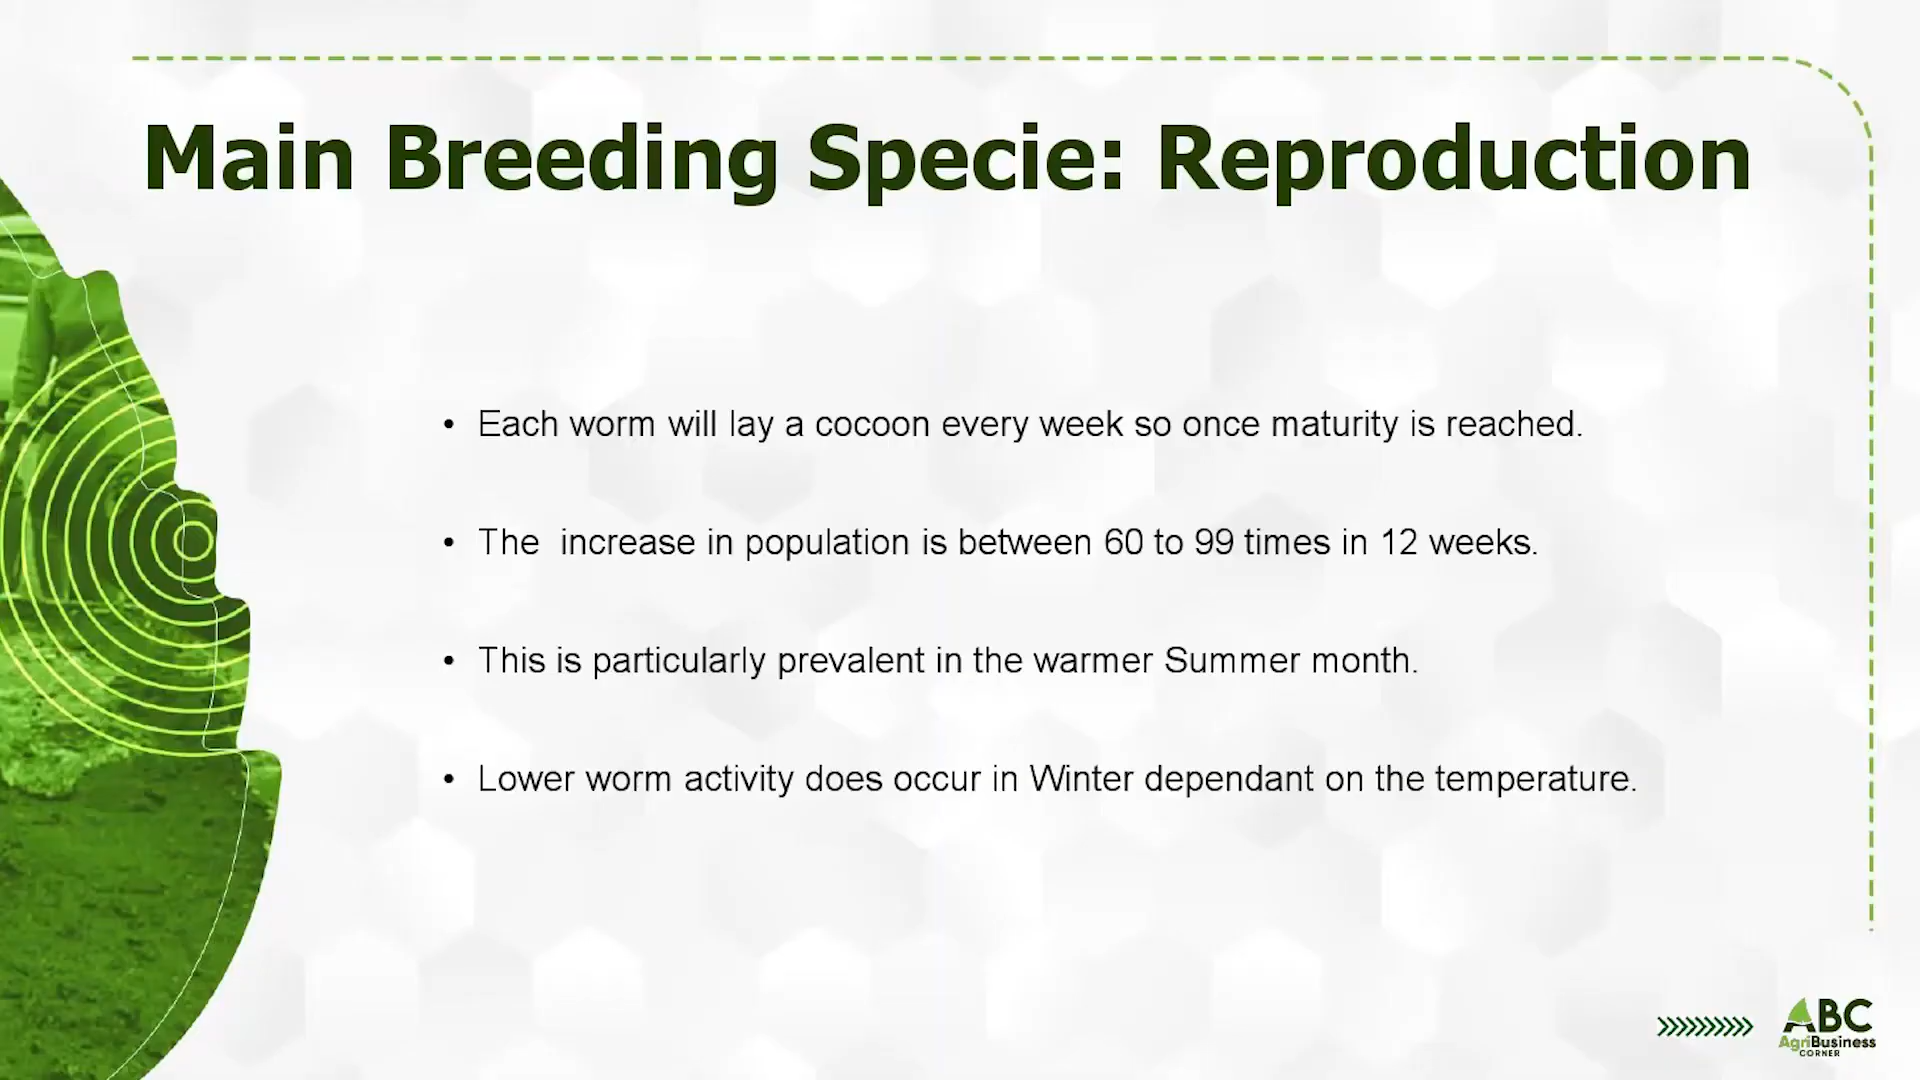 Main Breeding Specie: Reproduction
• Each worm will lay a cocoon every week so once maturity is reached.
• The  increase in population is between 60 to 99 times in 12 weeks.
• This is particularly prevalent in the warmer Summer month.
• Lower worm activity does occur in Winter dependant on the temperature.
ABC
AgriBusiness
CORNER